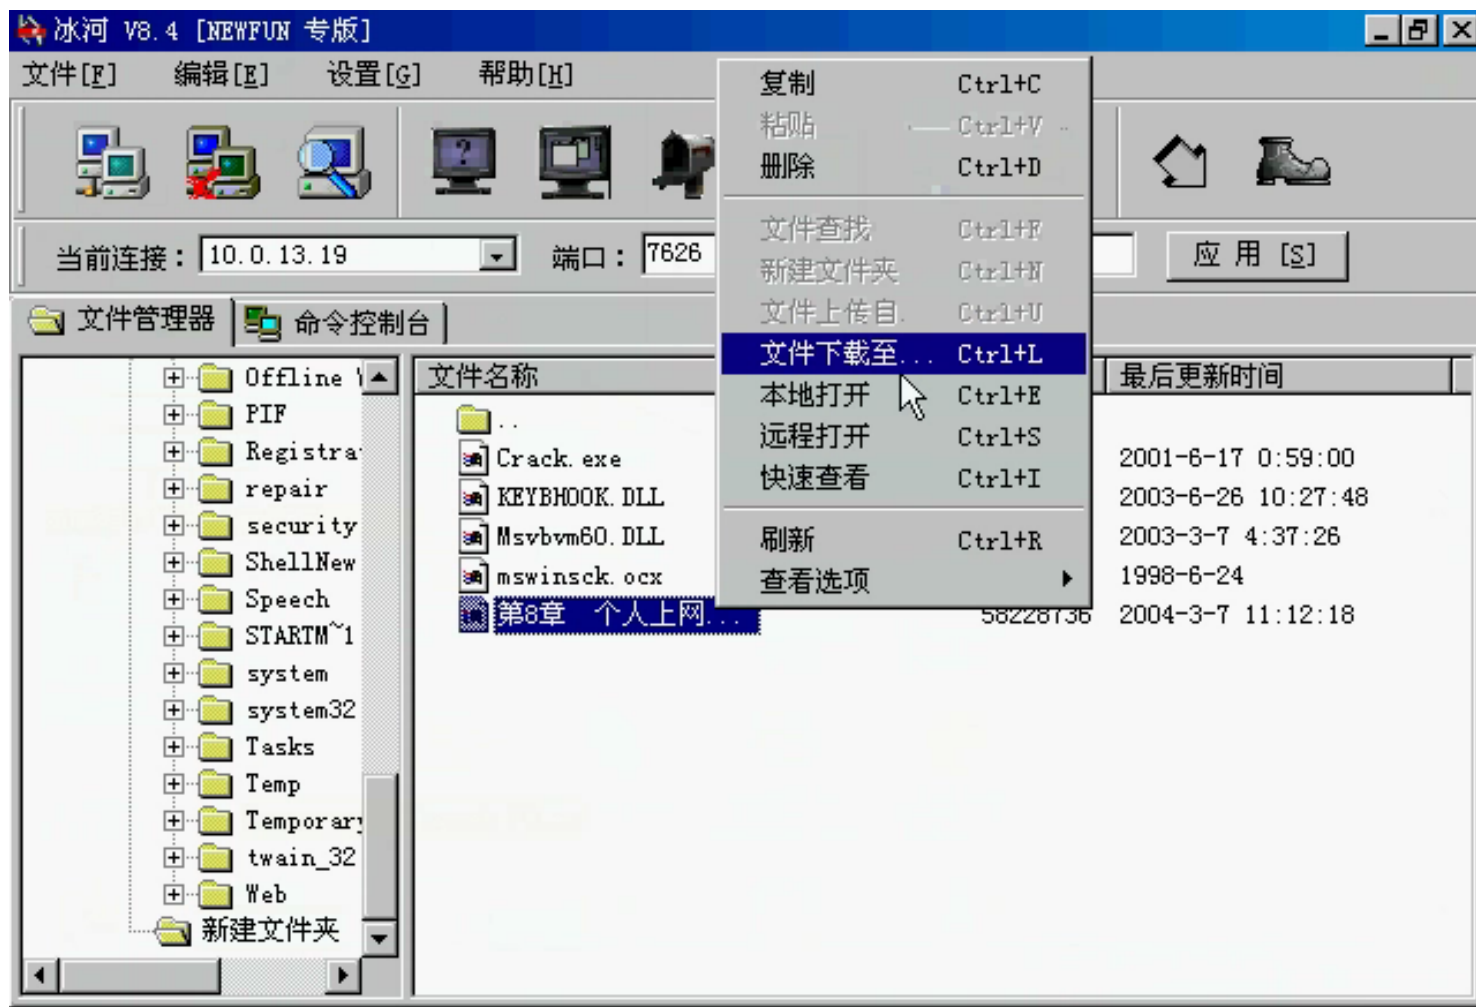 冰河 V8.4 [NEWFUN 专版]
文件[F] 编辑[E] 设置[G] 帮助[H]
当前连接： 10.0.13.19 端口： 7626 应用 [S]
文件管理器 命令控制台
Offline
PIF
Registra
repair
security
ShellNew
Speech
STARTM~1
system
system32
Tasks
Temp
Temporary
twain_32
Web
新建文件夹
文件名称 最后更新时间
..
Crack.exe 2001-6-17 0:59:00
KEYBHOOK.DLL 2003-6-26 10:27:48
Msvbvm60.DLL 2003-3-7 4:37:26
mswinsck.ocx 1998-6-24
第8章 个人上网... 58228736 2004-3-7 11:12:18
复制 Ctrl+C
粘贴 Ctrl+V
删除 Ctrl+D
文件查找 Ctrl+F
新建文件夹 Ctrl+N
文件上传自. Ctrl+U
文件下载至... Ctrl+L
本地打开 Ctrl+E
远程打开 Ctrl+S
快速查看 Ctrl+I
刷新 Ctrl+R
查看选项